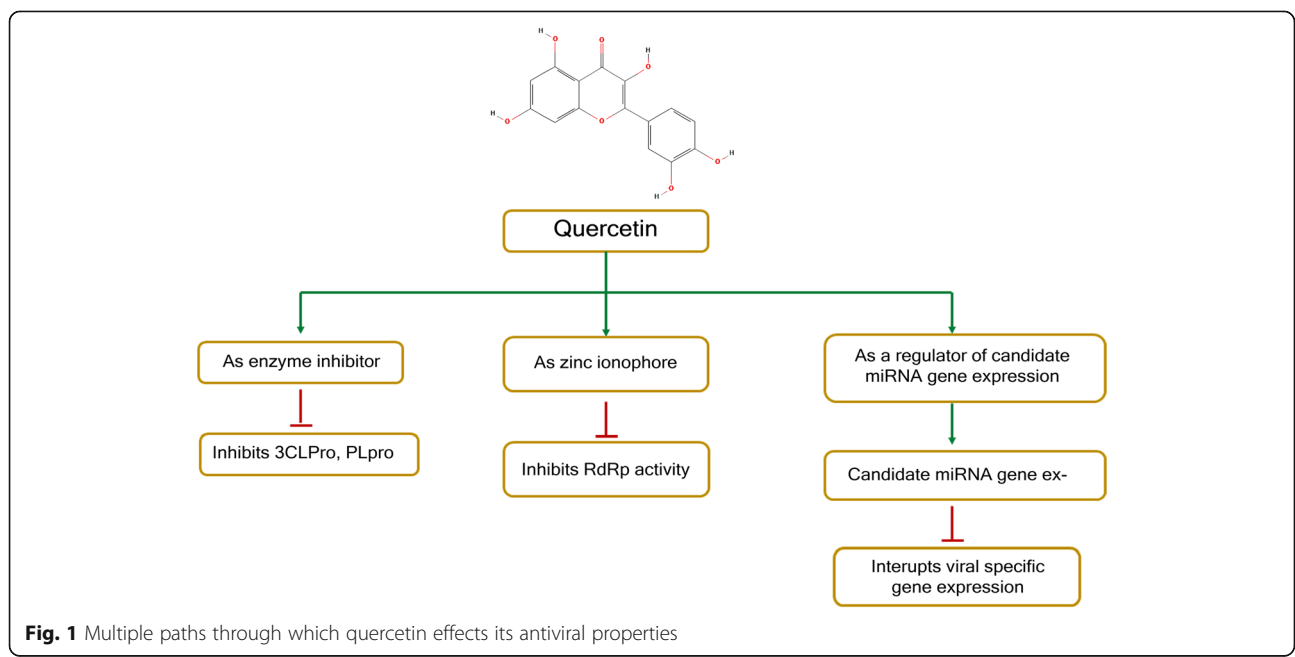 H
O
O
H
O
H
O
O
O
H
O
H
Quercetin
As enzyme inhibitor
Inhibits 3CLPro, PLpro
As zinc ionophore
Inhibits RdRp activity
As a regulator of candidate
miRNA gene expression
Candidate miRNA gene ex-
Interupts viral specific
gene expression
Fig. 1 Multiple paths through which quercetin effects its antiviral properties